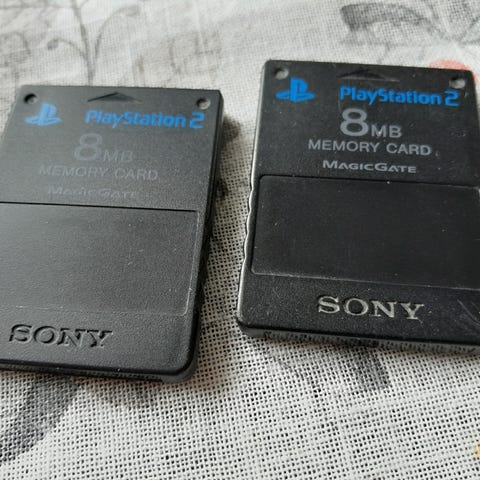 PlayStation 2
8MB
MEMORY CARD
MAGICGATE
SONY
PlayStation 2
8MB
MEMORY CARD
MAGICGATE
SONY